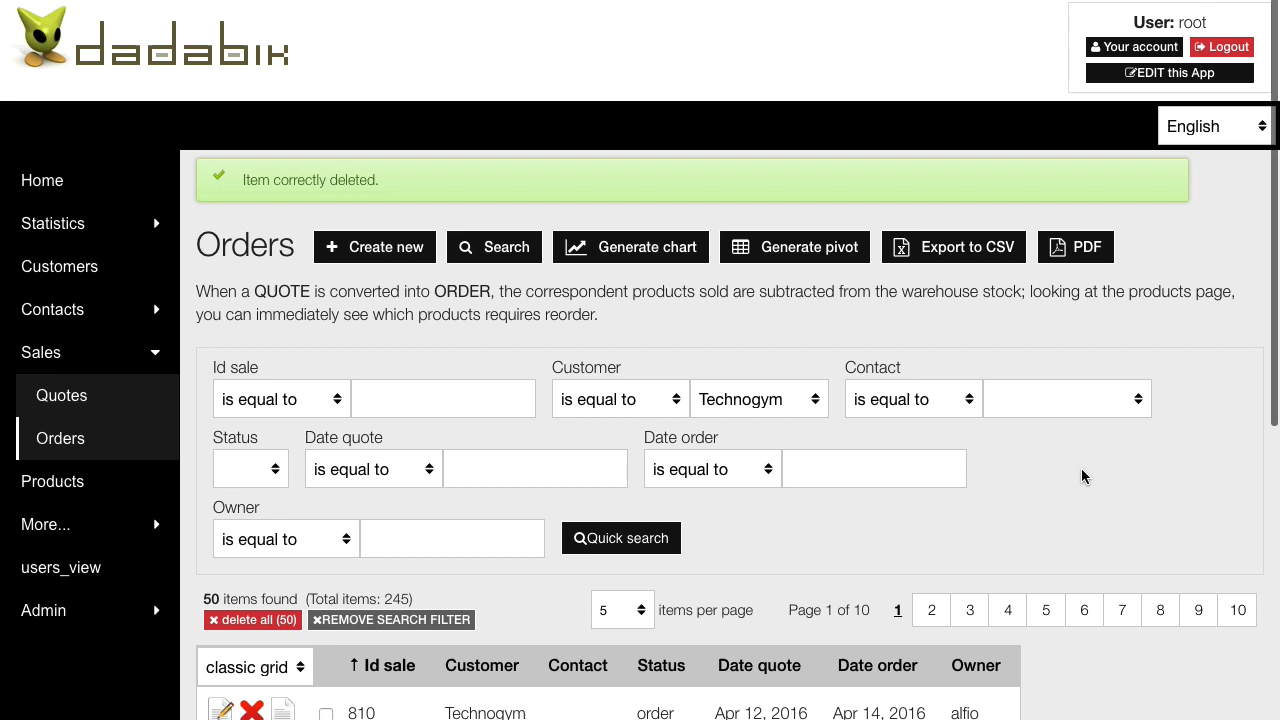 dadabik
User: root
Your account
Logout
EDIT this App
English
Home
Statistics
Customers
Contacts
Sales
Quotes
Orders
Products
More...
users_view
Admin
Item correctly deleted.
Orders
Create new
Search
Generate chart
Generate pivot
Export to CSV
PDF
When a QUOTE is converted into ORDER, the correspondent products sold are subtracted from the warehouse stock; looking at the products page,
you can immediately see which products requires reorder.
Id sale
Customer
Contact
is equal to
is equal to
Technogym
is equal to
Status
Date quote
Date order
is equal to
is equal to
Owner
is equal to
Quick search
50 items found (Total items: 245)
delete all (50)
REMOVE SEARCH FILTER
5
items per page
Page 1 of 10
1 2 3 4 5 6 7 8 9 10
classic grid
Id sale Customer Contact Status Date quote Date order Owner
810 Technogym order Apr 12, 2016 Apr 14, 2016 alfio